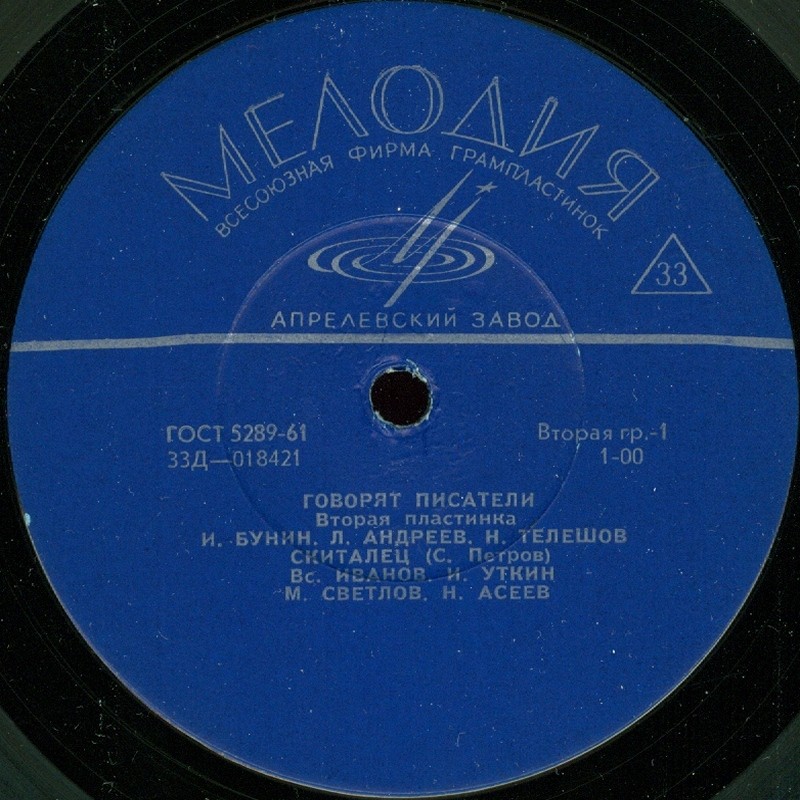 МЕЛОДИЯ
ВСЕСОЮЗНАЯ ФИРМА ГРАМПЛАСТИНОК
33
АПРЕЛЕВСКИЙ ЗАВОД
ГОСТ 5289-61 Вторая гр.-1
33Д—018421 1-00
ГОВОРЯТ ПИСАТЕЛИ
Вторая пластинка
И. БУНИН, Л. АНДРЕЕВ, Н. ТЕЛЕШОВ
СКИТАЛЕЦ (С. Петров)
Вс. ИВАНОВ, И. УТКИН
М. СВЕТЛОВ, Н. АСЕЕВ